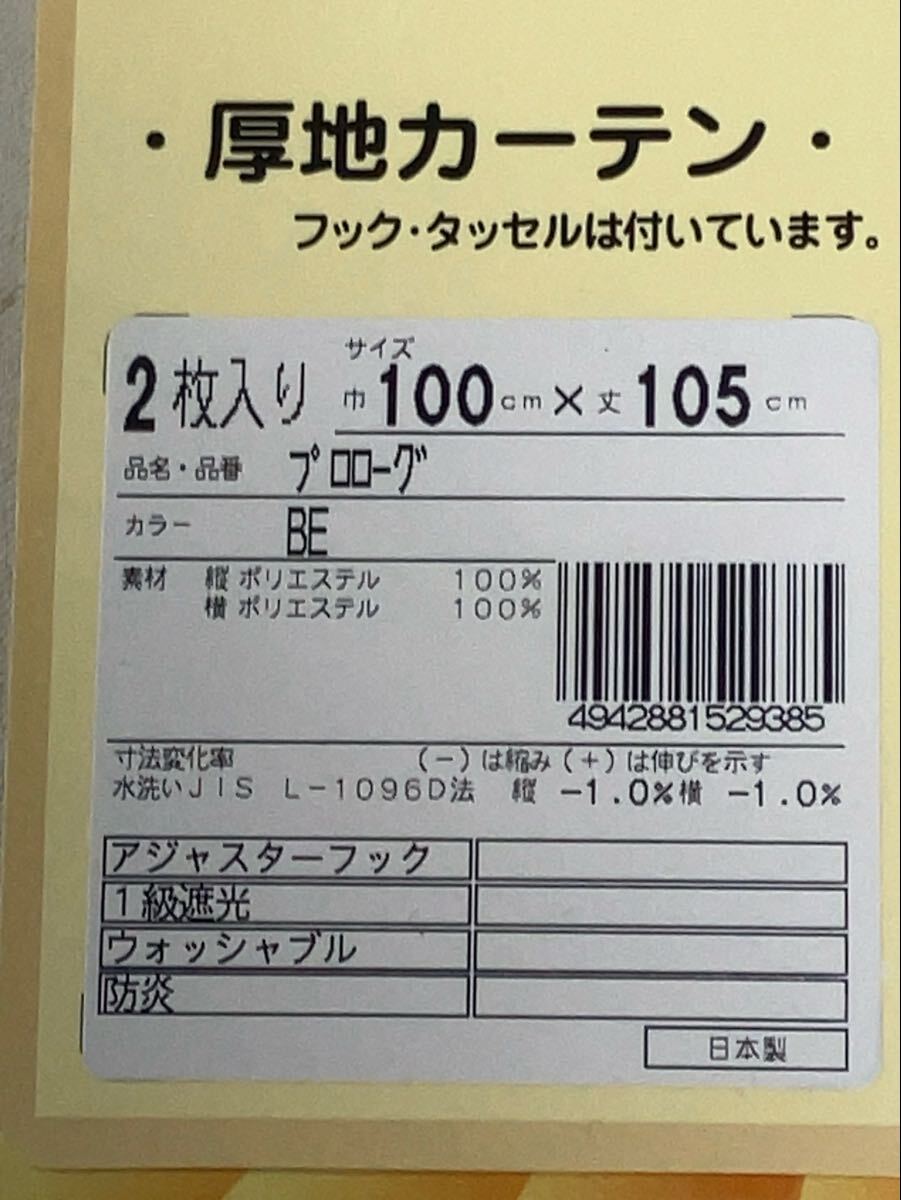 ・厚地カーテン・
フック・タッセルは付いています。
サイズ
2枚入り 巾100cm×丈105cm
品名・品番 プロローグ
カラー BE
素材 縦 ポリエステル 100%
横 ポリエステル 100%
4942881529385
寸法変化率 (-)は縮み(+)は伸びを示す
水洗いJIS L-1096D法 縦 -1.0%横 -1.0%
アジャスターフック
1級遮光
ウォッシャブル
防炎
日本製